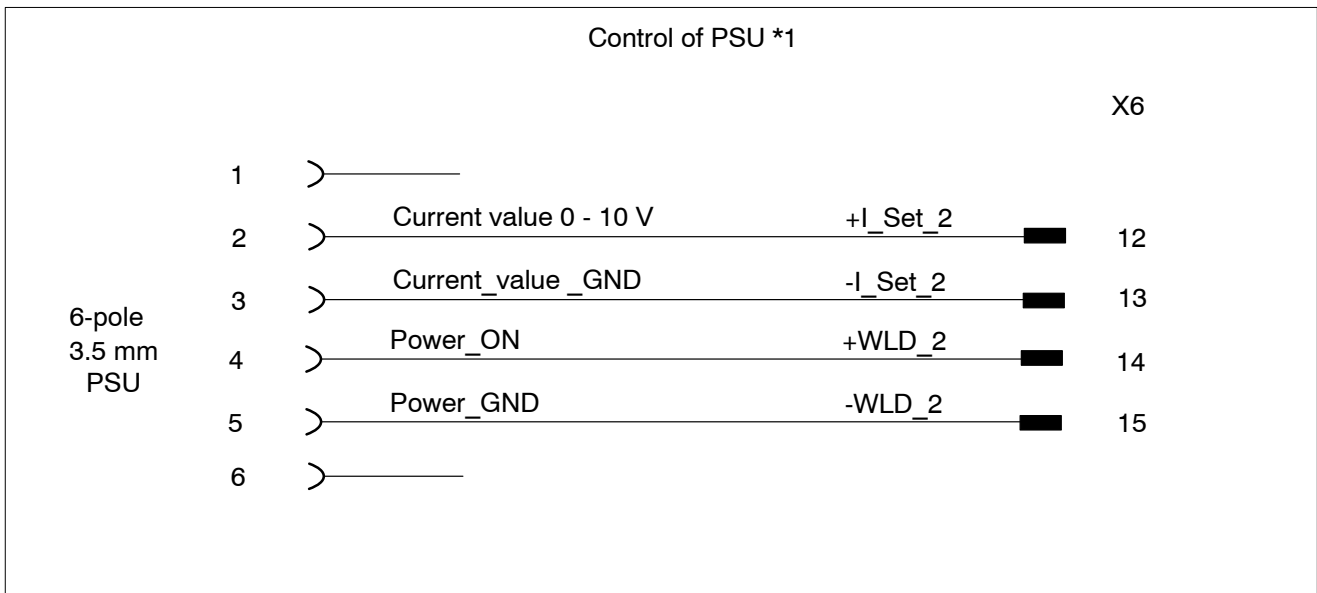 Control of PSU *1
X6
1
2 Current value 0 - 10 V +I_Set_2 12
3 Current_value _GND -I_Set_2 13
6-pole
3.5 mm
PSU
4 Power_ON +WLD_2 14
5 Power_GND -WLD_2 15
6